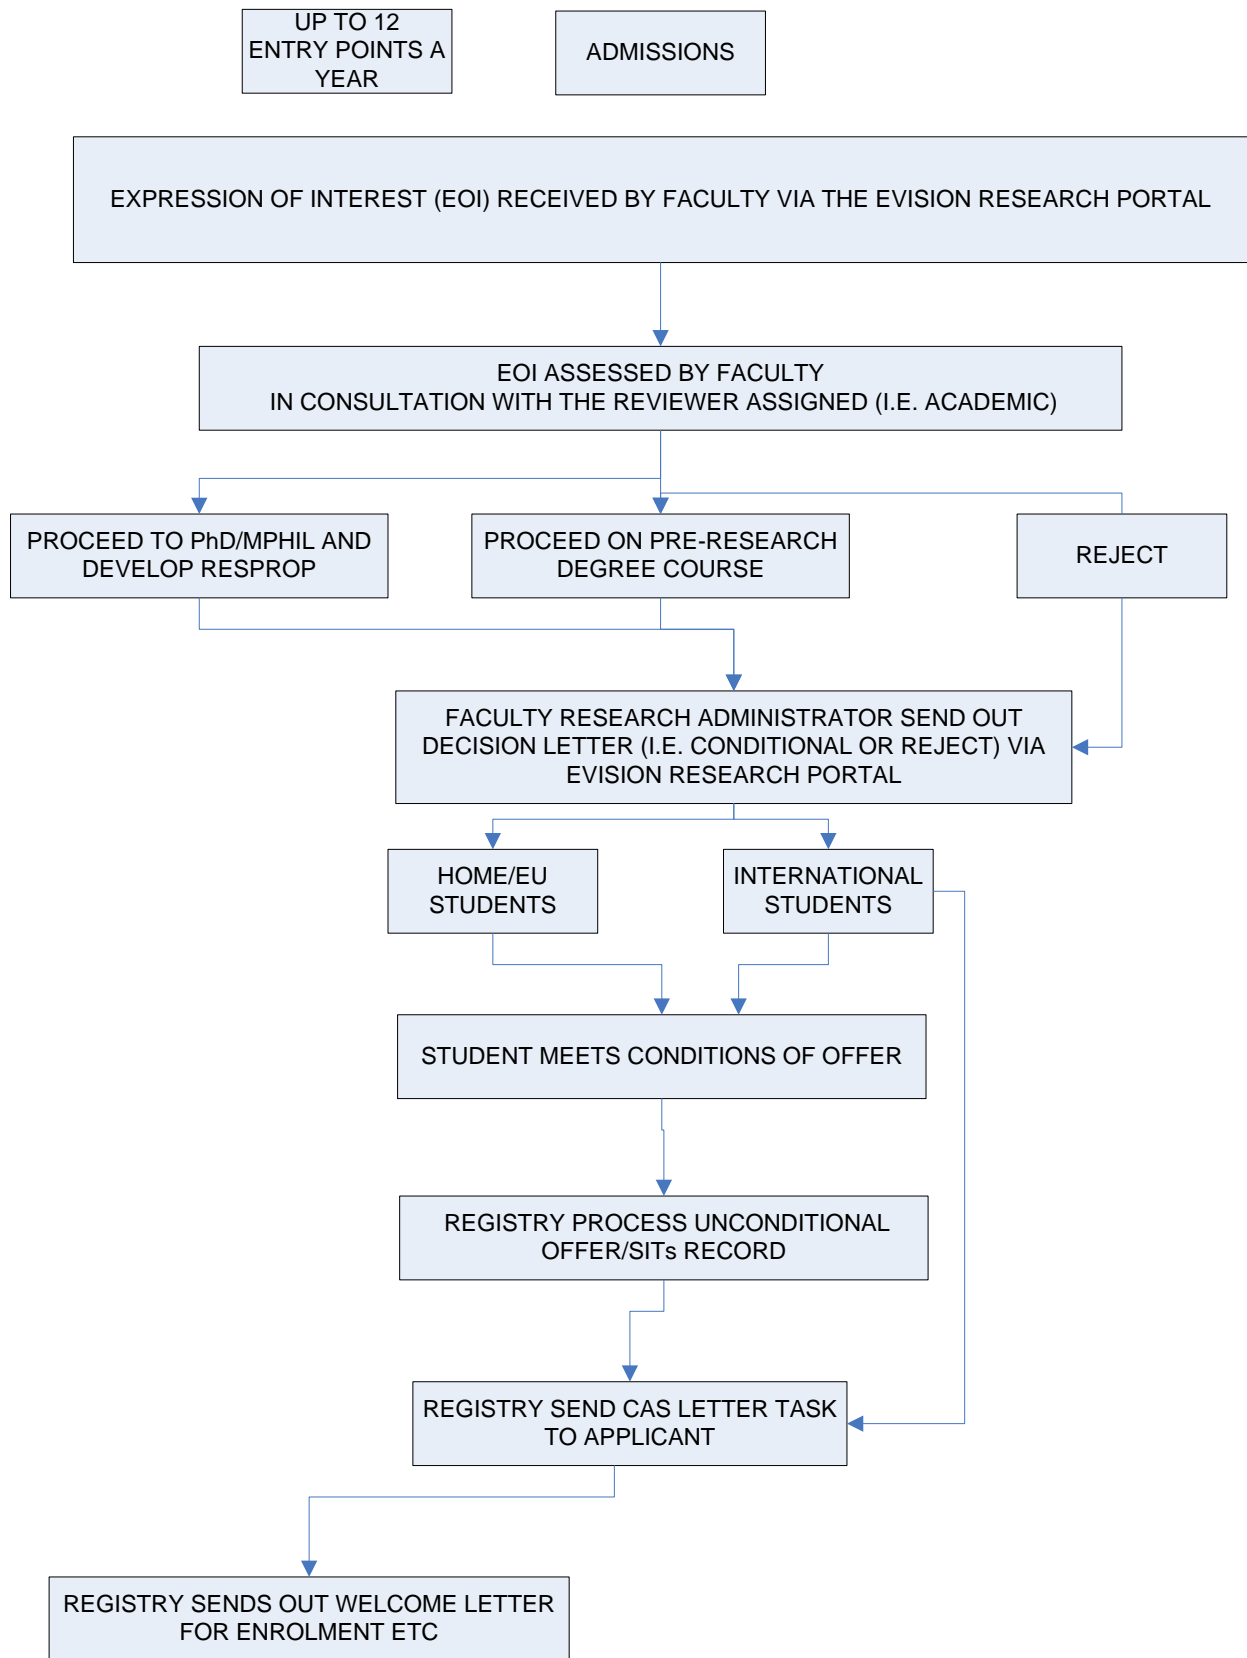 UP TO 12
ENTRY POINTS A
YEAR
ADMISSIONS
EXPRESSION OF INTEREST (EOI) RECEIVED BY FACULTY VIA THE EVISION RESEARCH PORTAL
EOI ASSESSED BY FACULTY
IN CONSULTATION WITH THE REVIEWER ASSIGNED (I.E. ACADEMIC)
PROCEED TO PhD/MPHIL AND
DEVELOP RESPROP
PROCEED ON PRE-RESEARCH
DEGREE COURSE
REJECT
FACULTY RESEARCH ADMINISTRATOR SEND OUT
DECISION LETTER (I.E. CONDITIONAL OR REJECT) VIA
EVISION RESEARCH PORTAL
HOME/EU
STUDENTS
INTERNATIONAL
STUDENTS
STUDENT MEETS CONDITIONS OF OFFER
REGISTRY PROCESS UNCONDITIONAL
OFFER/SITs RECORD
REGISTRY SEND CAS LETTER TASK
TO APPLICANT
REGISTRY SENDS OUT WELCOME LETTER
FOR ENROLMENT ETC